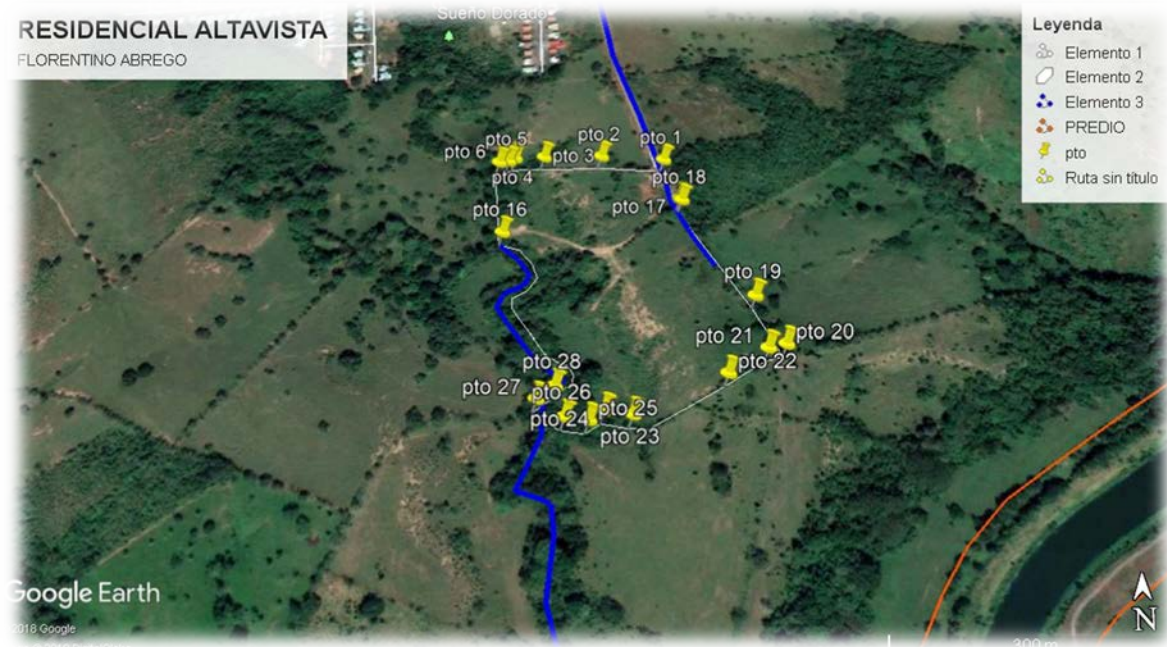 RESIDENCIAL ALTAVISTA
FLORENTINO ABREGO
Sueño Dorado
Leyenda
Elemento 1
Elemento 2
Elemento 3
PREDIO
pto
Ruta sin título
pto 5
pto 2
pto 1
pto 6
pto 3
pto 4
pto 18
pto 17
pto 16
pto 19
pto 21
pto 20
pto 22
pto 28
pto 27
pto 26
pto 25
pto 24
pto 23
Google Earth
2018 Google
N
300 m